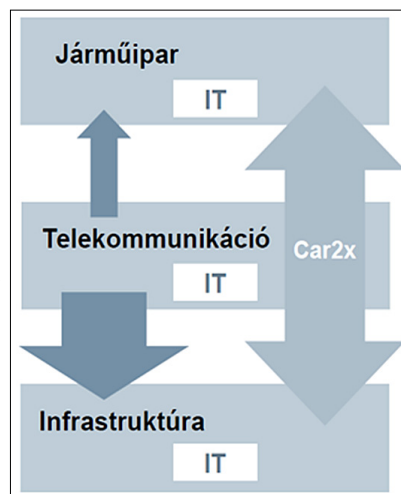 Járműipar
IT
Telekommunikáció
Car2x
IT
Infrastruktúra
IT